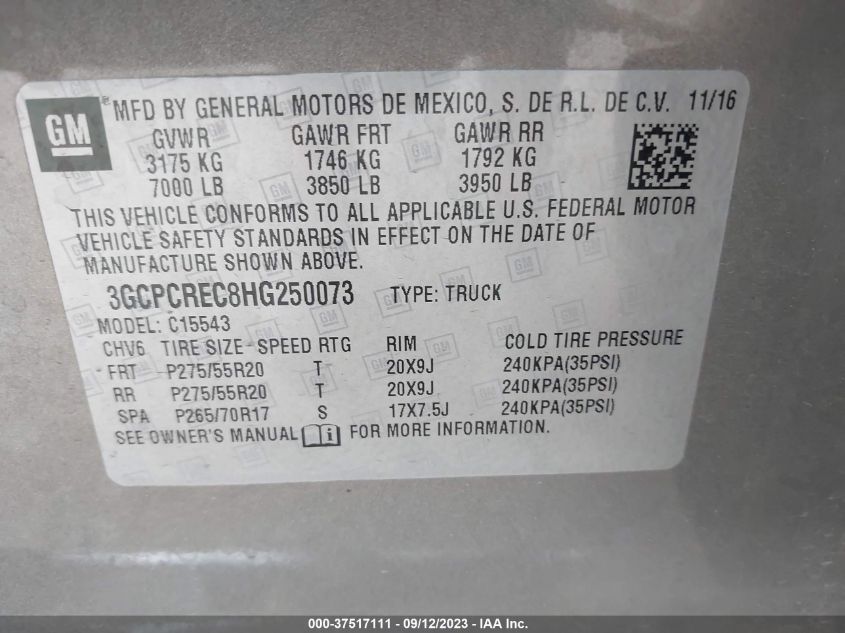 GM ® MFD BY GENERAL MOTORS DE MEXICO, S. DE R.L. DE C.V. 11/16
GVWR GAWR FRT GAWR RR
3175 KG 1746 KG 1792 KG
7000 LB 3850 LB 3950 LB
THIS VEHICLE CONFORMS TO ALL APPLICABLE U.S. FEDERAL MOTOR
VEHICLE SAFETY STANDARDS IN EFFECT ON THE DATE OF
MANUFACTURE SHOWN ABOVE.
3GCPCREC8HG250073 TYPE: TRUCK
MODEL: C15543
CHV6 TIRE SIZE-SPEED RTG RIM COLD TIRE PRESSURE
FRT P275/55R20 T 20X9J 240KPA(35PSI)
RR P275/55R20 T 20X9J 240KPA(35PSI)
SPA P265/70R17 S 17X7.5J 240KPA(35PSI)
SEE OWNER'S MANUAL i FOR MORE INFORMATION.
000-37517111 - 09/12/2023 - IAA Inc.